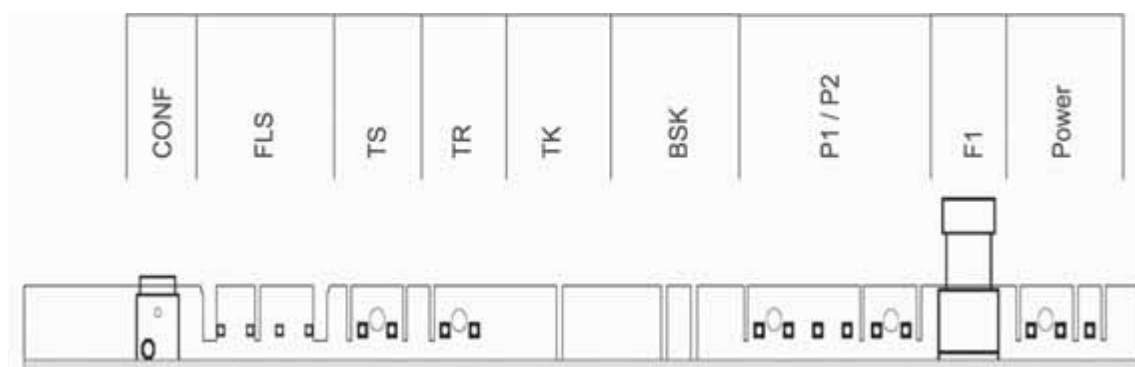 CONF
FLS
TS
TR
TK
BSK
P1 / P2
F1
Power